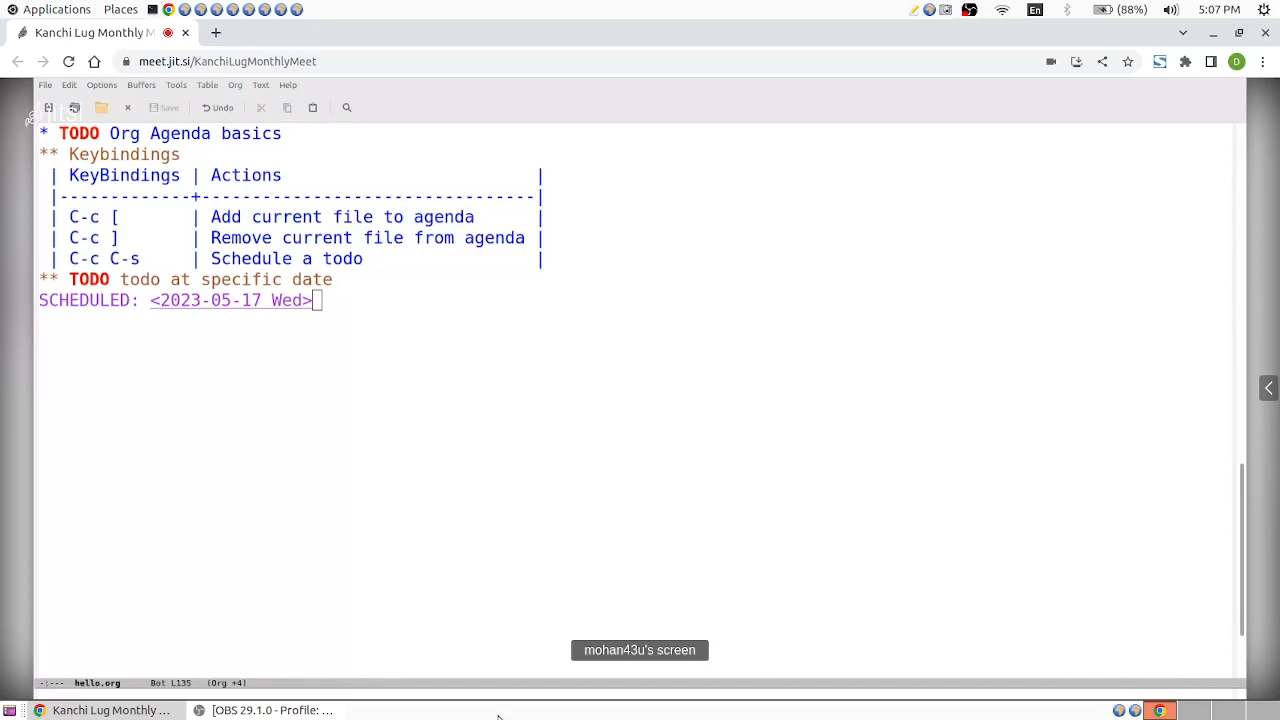 Applications Places En (88%) 5:07 PM
Kanchi Lug Monthly M
meet.jit.si/KanchiLugMonthlyMeet D
File Edit Options Buffers Tools Table Org Text Help
Save Undo
jitsi
* TODO Org Agenda basics
** Keybindings
| KeyBindings | Actions |
|-------------+---------------------------------|
| C-c [ | Add current file to agenda |
| C-c ] | Remove current file from agenda |
| C-c C-s | Schedule a todo |
** TODO todo at specific date
SCHEDULED: <2023-05-17 Wed>
mohan43u's screen
-:--- hello.org Bot L135 (Org +4)
Kanchi Lug Monthly ... [OBS 29.1.0 - Profile: ...